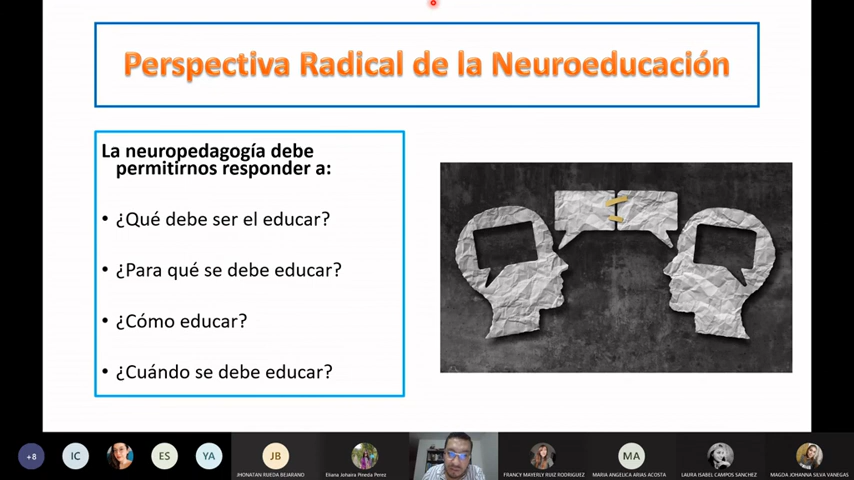 Perspectiva Radical de la Neuroeducación
La neuropedagogía debe
permitirnos responder a:
• ¿Qué debe ser el educar?
• ¿Para qué se debe educar?
• ¿Cómo educar?
• ¿Cuándo se debe educar?
+8
IC
ES
YA
JB
MA
JHONATAN RUEDA BEJARANO
Eliana Johaira Pineda Perez
FRANCY MAYERLY RUIZ RODRIGUEZ
MARIA ANGELICA ARIAS ACOSTA
LAURA ISABEL CAMPOS SANCHEZ
MAGDA JOHANNA SILVA VANEGAS